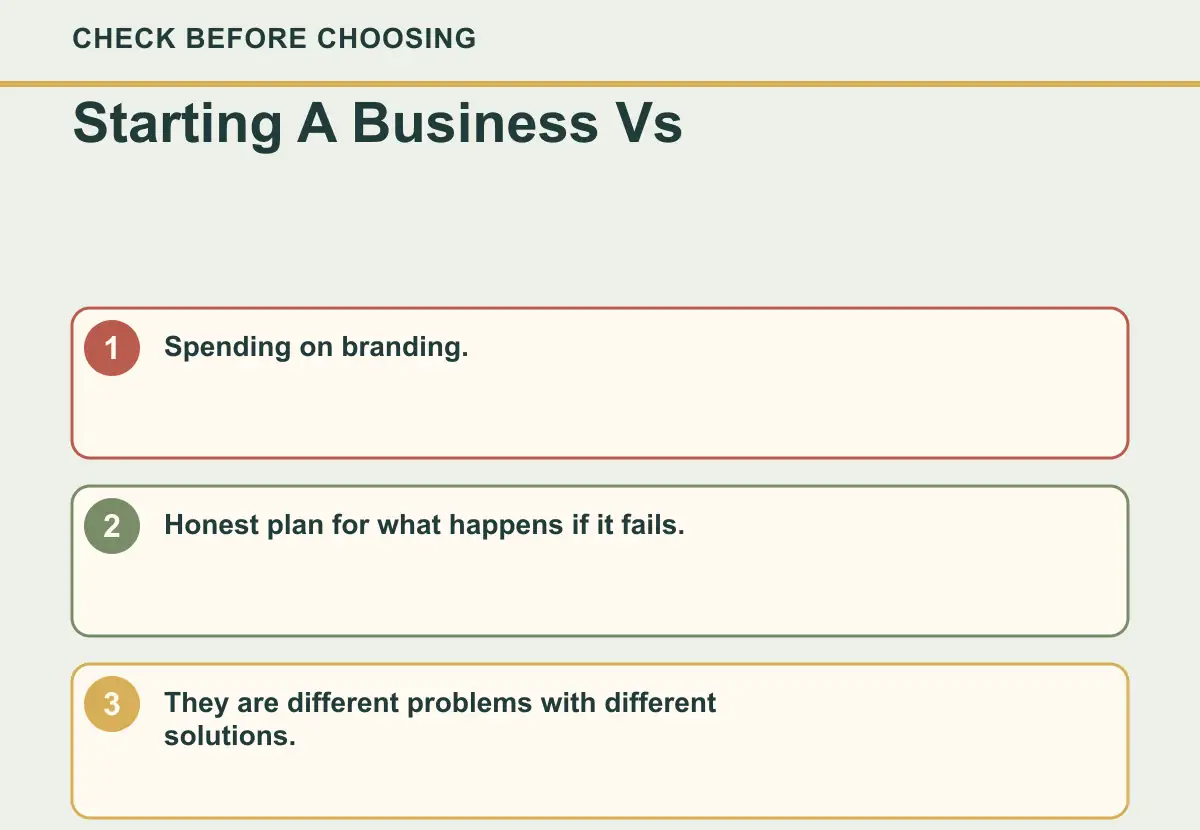 CHECK BEFORE CHOOSING
Starting A Business Vs
1
Spending on branding.
2
Honest plan for what happens if it fails.
3
They are different problems with different
solutions.